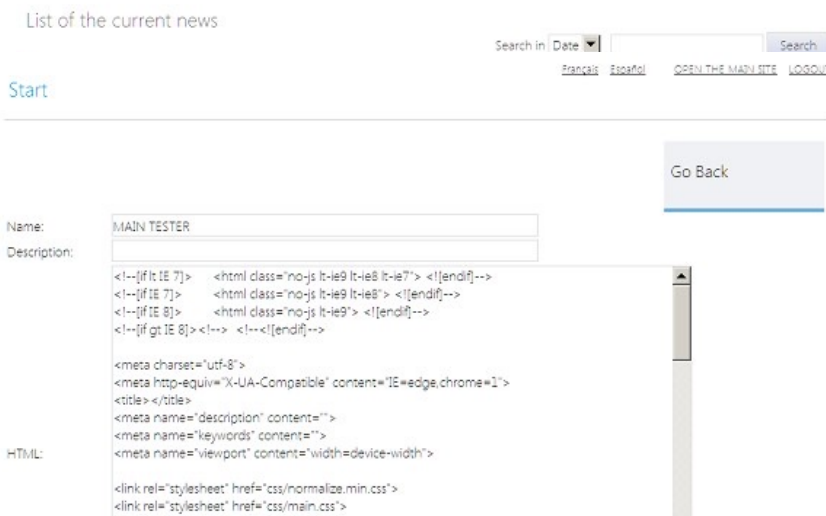 List of the current news
Search in Date Search
Français Español OPEN THE MAIN SITE LOGOUT
Start
Go Back
Name: MAIN TESTER
Description:
<!--[if lt IE 7]> <html class="no-js lt-ie9 lt-ie8 lt-ie7"> <![endif]-->
<!--[if IE 7]> <html class="no-js lt-ie9 lt-ie8"> <![endif]-->
<!--[if IE 8]> <html class="no-js lt-ie9"> <![endif]-->
<!--[if gt IE 8]><!--> <!--<![endif]-->
<meta charset="utf-8">
<meta http-equiv="X-UA-Compatible" content="IE=edge,chrome=1">
<title></title>
<meta name="description" content="">
<meta name="keywords" content="">
HTML: <meta name="viewport" content="width=device-width">
<link rel="stylesheet" href="css/normalize.min.css">
<link rel="stylesheet" href="css/main.css">